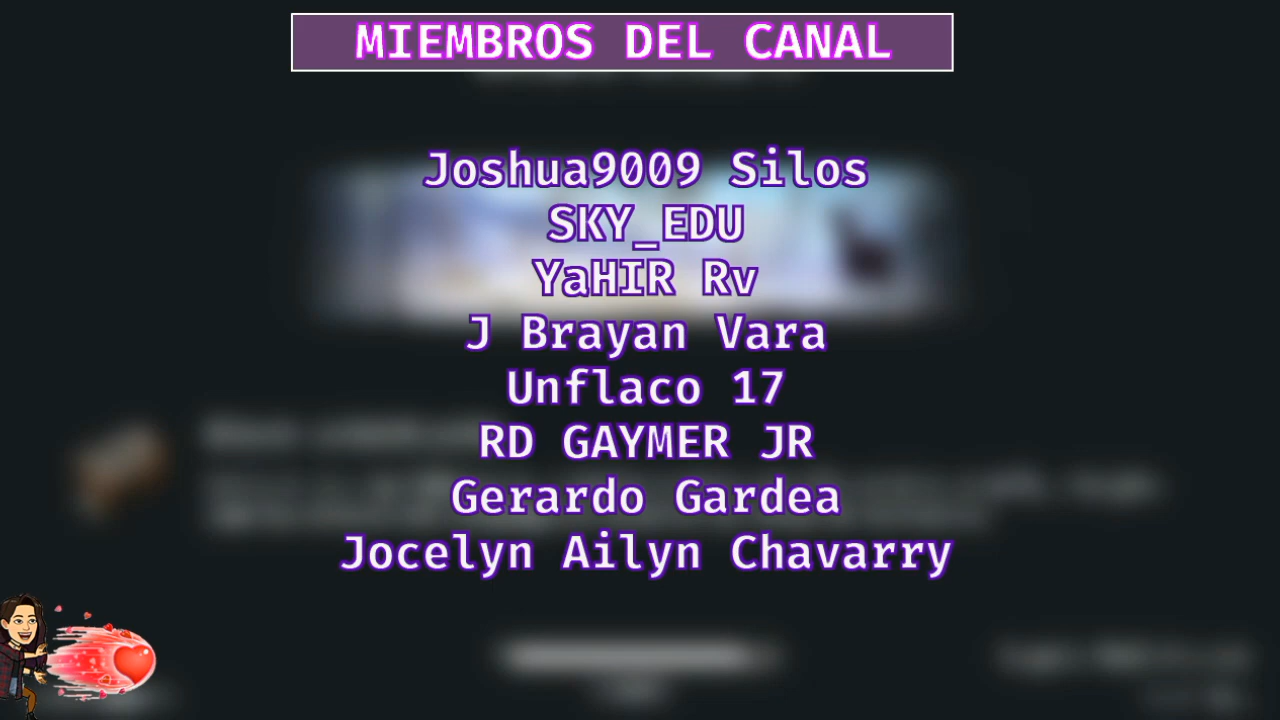 MIEMBROS DEL CANAL
Joshua9009 Silos
SKY_EDU
YaHIR Rv
J Brayan Vara
Unflaco 17
RD GAYMER JR
Gerardo Gardea
Jocelyn Ailyn Chavarry